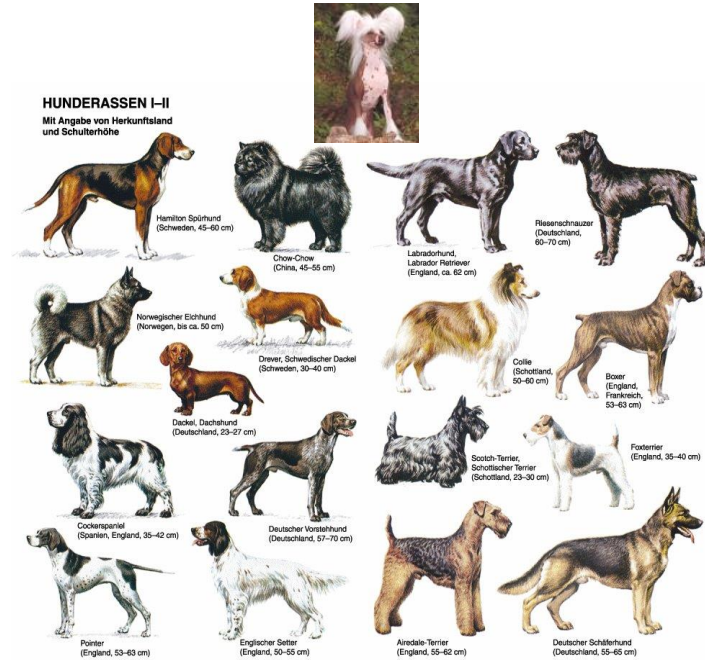 HUNDERASSEN I–II
Mit Angabe von Herkunftsland
und Schulterhöhe
Hamilton Spürhund
(Schweden, 45–60 cm)
Chow-Chow
(China, 45–55 cm)
Labradorhund,
Labrador Retriever
(England, ca. 62 cm)
Riesenschnauzer
(Deutschland,
60–70 cm)
Norwegischer Elchhund
(Norwegen, bis ca. 50 cm)
Drever, Schwedischer Dackel
(Schweden, 30–40 cm)
Collie
(Schottland,
50–60 cm)
Boxer
(England,
Frankreich,
53–63 cm)
Dackel, Dachshund
(Deutschland, 23–27 cm)
Scotch-Terrier,
Schottischer Terrier
(Schottland, 23–30 cm)
Foxterrier
(England, 35–40 cm)
Cockerspaniel
(Spanien, England, 35–42 cm)
Deutscher Vorstehhund
(Deutschland, 57–70 cm)
Pointer
(England, 53–63 cm)
Englischer Setter
(England, 50–55 cm)
Airedale-Terrier
(England, 55–62 cm)
Deutscher Schäferhund
(Deutschland, 55–65 cm)